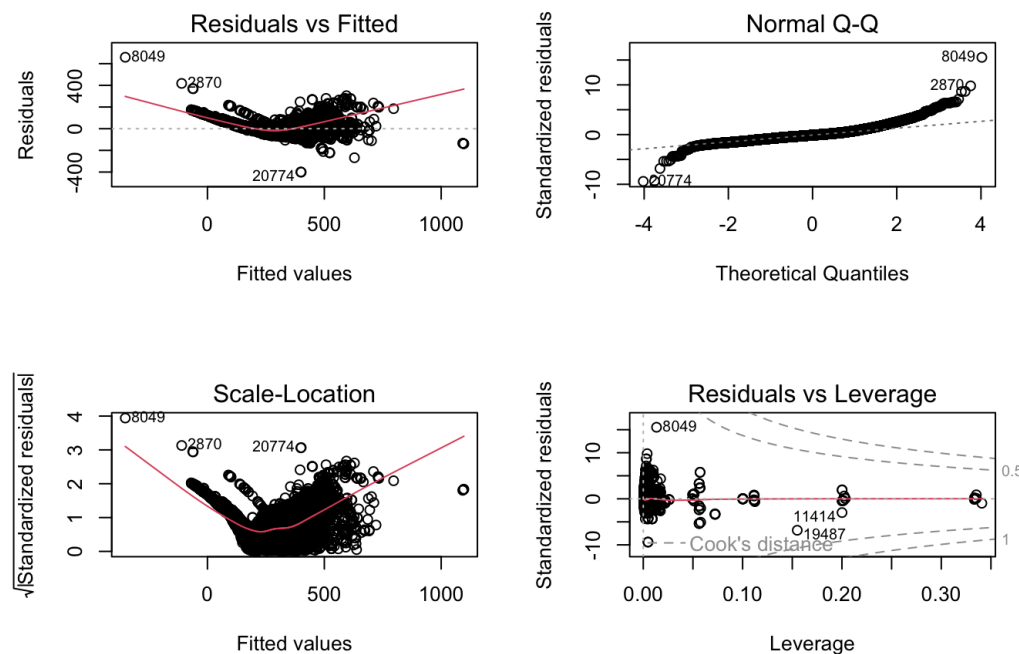 Residuals vs Fitted
Residuals
400
0
-400
8049
2870
20774
0 500 1000
Fitted values
Normal Q-Q
Standardized residuals
10
0
-10
8049
2870
20774
-4 -2 0 2 4
Theoretical Quantiles
Scale-Location
√|Standardized residuals|
4
3
2
1
0
8049
2870
20774
0 500 1000
Fitted values
Residuals vs Leverage
Standardized residuals
10
0
-10
8049
11414
19487
Cook's distance
0.5
1
0.00 0.10 0.20 0.30
Leverage